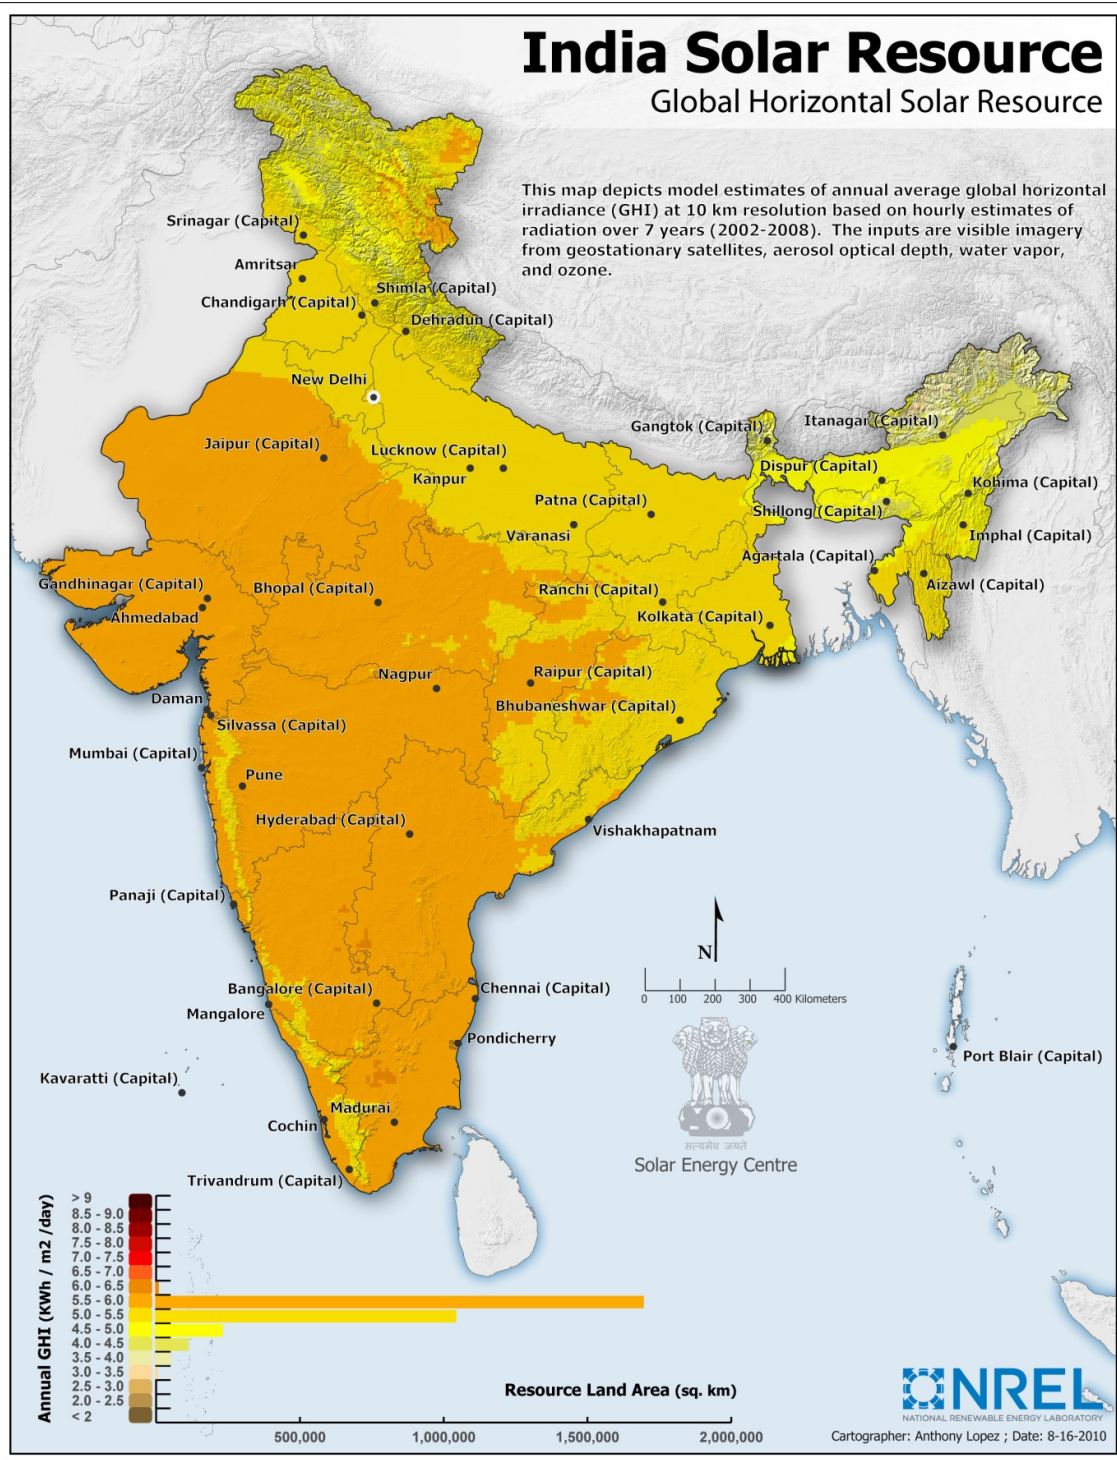 India Solar Resource
Global Horizontal Solar Resource
This map depicts model estimates of annual average global horizontal
irradiance (GHI) at 10 km resolution based on hourly estimates of
radiation over 7 years (2002-2008). The inputs are visible imagery
from geostationary satellites, aerosol optical depth, water vapor,
and ozone.
Srinagar (Capital)
Amritsar
Shimla (Capital)
Chandigarh (Capital)
Dehradun (Capital)
New Delhi
Gangtok (Capital)
Itanagar (Capital)
Jaipur (Capital)
Lucknow (Capital)
Kanpur
Dispur (Capital)
Kohima (Capital)
Patna (Capital)
Shillong (Capital)
Varanasi
Imphal (Capital)
Agartala (Capital)
Gandhinagar (Capital)
Bhopal (Capital)
Ranchi (Capital)
Aizawl (Capital)
Ahmedabad
Kolkata (Capital)
Nagpur
Raipur (Capital)
Daman
Bhubaneshwar (Capital)
Silvassa (Capital)
Mumbai (Capital)
Pune
Hyderabad (Capital)
Vishakhapatnam
Panaji (Capital)
N
Bangalore (Capital)
Chennai (Capital)
0 100 200 300 400 Kilometers
Mangalore
Pondicherry
Port Blair (Capital)
Kavaratti (Capital)
Madurai
Cochin
सत्यमेव जयते
Solar Energy Centre
Trivandrum (Capital)
Annual GHI (KWh / m2 /day)
> 9
8.5 - 9.0
8.0 - 8.5
7.5 - 8.0
7.0 - 7.5
6.5 - 7.0
6.0 - 6.5
5.5 - 6.0
5.0 - 5.5
4.5 - 5.0
4.0 - 4.5
3.5 - 4.0
3.0 - 3.5
2.5 - 3.0
2.0 - 2.5
< 2
Resource Land Area (sq. km)
500,000 1,000,000 1,500,000 2,000,000
NREL
NATIONAL RENEWABLE ENERGY LABORATORY
Cartographer: Anthony Lopez ; Date: 8-16-2010